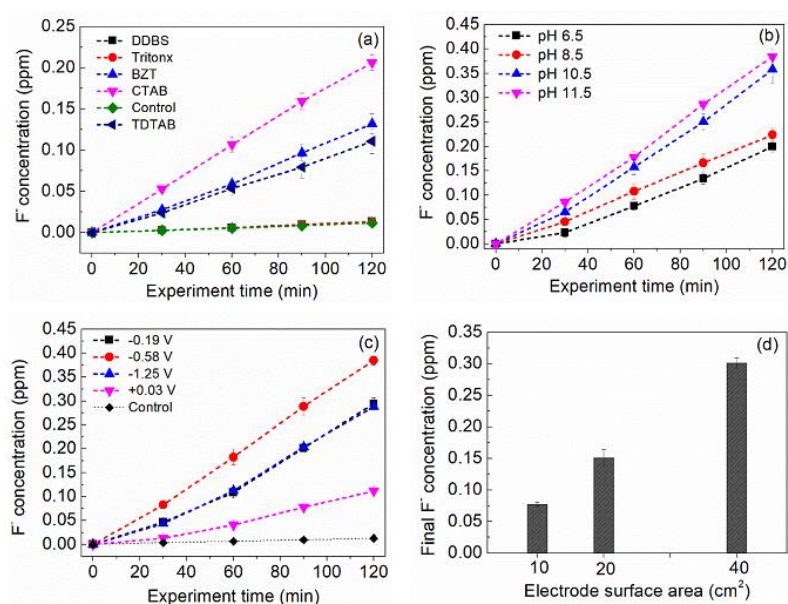 (a)
DDBS
Tritonx
BZT
CTAB
Control
TDTAB
F⁻ concentration (ppm)
0.25
0.20
0.15
0.10
0.05
0.00
0 20 40 60 80 100 120
Experiment time (min)
(b)
pH 6.5
pH 8.5
pH 10.5
pH 11.5
F⁻ concentration (ppm)
0.45
0.40
0.35
0.30
0.25
0.20
0.15
0.10
0.05
0.00
0 20 40 60 80 100 120
Experiment time (min)
(c)
-0.19 V
-0.58 V
-1.25 V
+0.03 V
Control
F⁻ concentration (ppm)
0.45
0.40
0.35
0.30
0.25
0.20
0.15
0.10
0.05
0.00
0 20 40 60 80 100 120
Experiment time (min)
(d)
Final F⁻ concentration (ppm)
0.35
0.30
0.25
0.20
0.15
0.10
0.05
0.00
10 20 40
Electrode surface area (cm²)